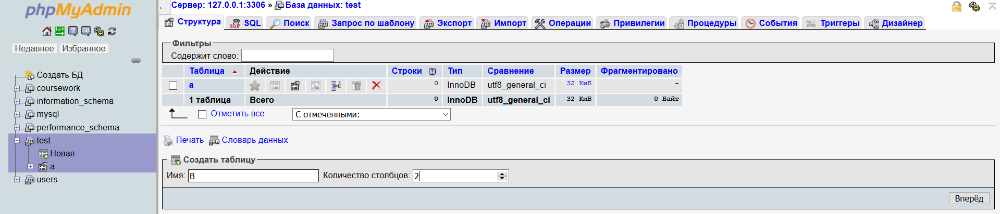 phpMyAdmin
Недавнее Избранное
Создать БД
coursework
information_schema
mysql
performance_schema
test
Новая
a
users
← Сервер: 127.0.0.1:3306 » База данных: test
Структура SQL Поиск Запрос по шаблону Экспорт Импорт Операции Привилегии Процедуры События Триггеры Дизайнер
Фильтры
Содержит слово:
Таблица Действие Строки Тип Сравнение Размер Фрагментировано
a 0 InnoDB utf8_general_ci 32 КиБ -
1 таблица Всего 0 InnoDB utf8_general_ci 32 КиБ 0 Байт
Отметить все С отмеченными:
Печать Словарь данных
Создать таблицу
Имя: B Количество столбцов: 2
Вперёд